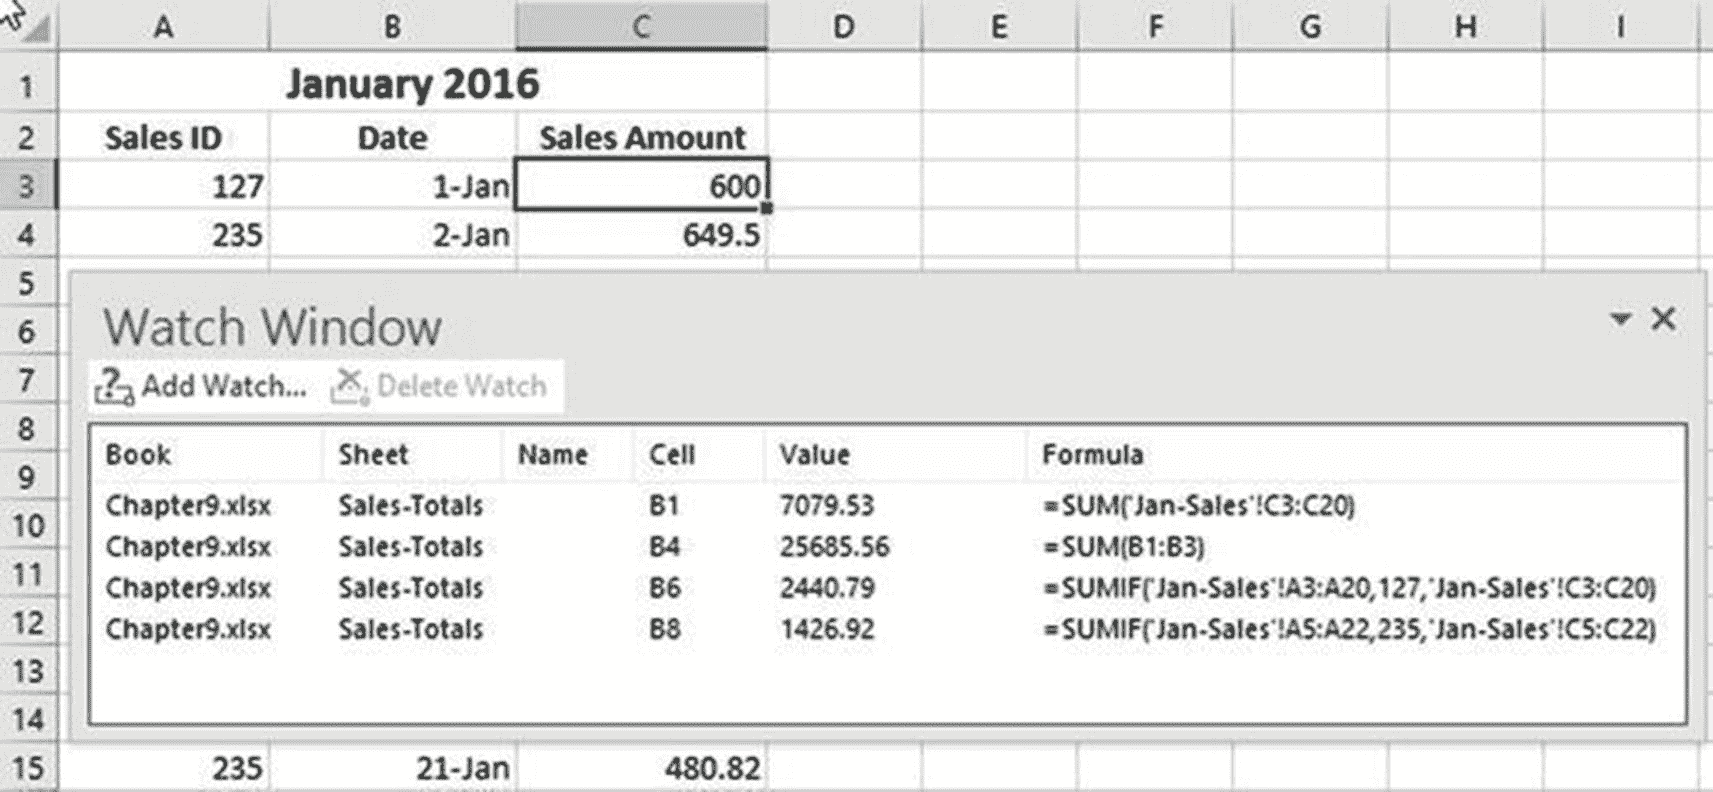 A B C D E F G H I
1 January 2016
2 Sales ID Date Sales Amount
3 127 1-Jan 600
4 235 2-Jan 649.5
5
6 Watch Window
7 Add Watch... Delete Watch
8
9 Book Sheet Name Cell Value Formula
10 Chapter9.xlsx Sales-Totals B1 7079.53 =SUM('Jan-Sales'!C3:C20)
Chapter9.xlsx Sales-Totals B4 25685.56 =SUM(B1:B3)
11 Chapter9.xlsx Sales-Totals B6 2440.79 =SUMIF('Jan-Sales'!A3:A20,127,'Jan-Sales'!C3:C20)
12 Chapter9.xlsx Sales-Totals B8 1426.92 =SUMIF('Jan-Sales'!A5:A22,235,'Jan-Sales'!C5:C22)
13
14
15 235 21-Jan 480.82